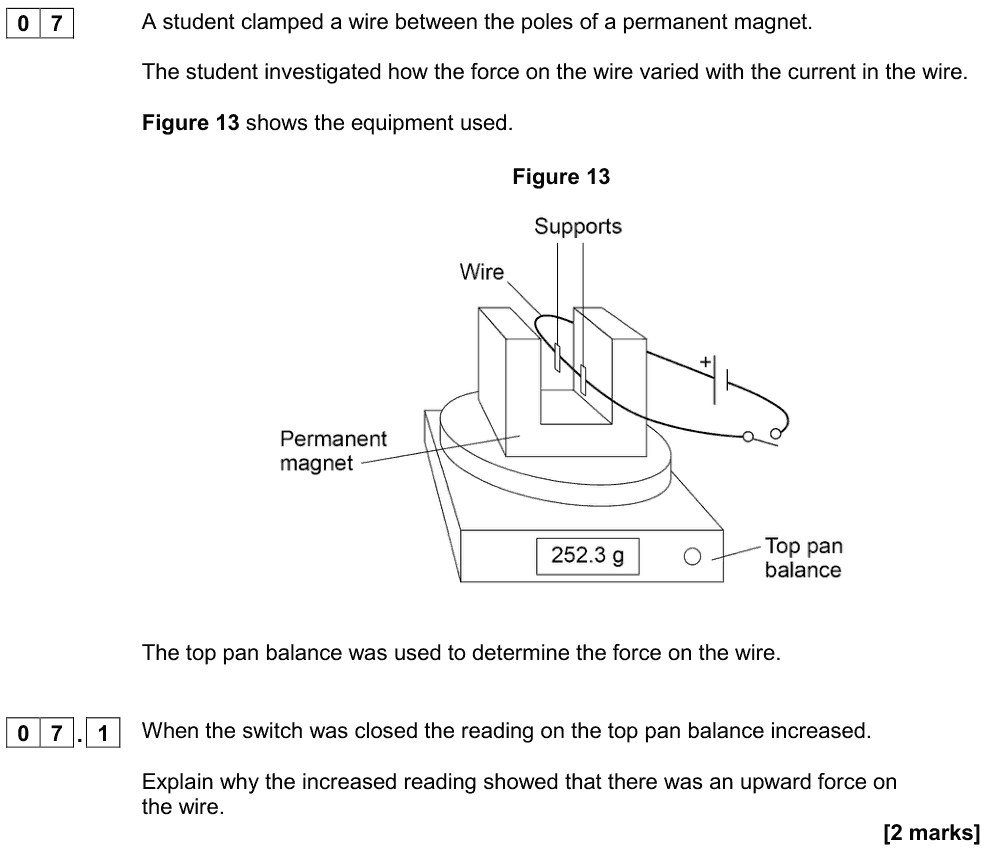 0 7 A student clamped a wire between the poles of a permanent magnet.
The student investigated how the force on the wire varied with the current in the wire.
Figure 13 shows the equipment used.
Figure 13
Supports
Wire
+
Permanent
magnet
252.3 g
Top pan
balance
The top pan balance was used to determine the force on the wire.
0 7 . 1 When the switch was closed the reading on the top pan balance increased.
Explain why the increased reading showed that there was an upward force on
the wire.
[2 marks]